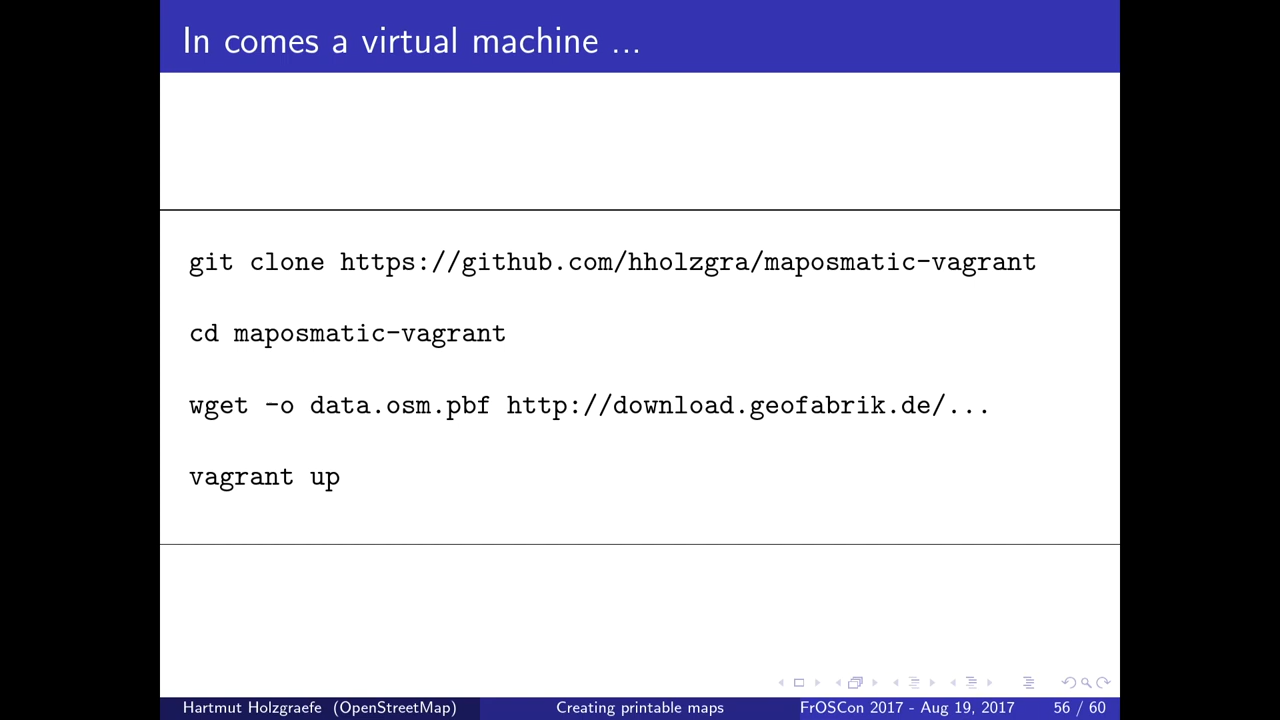 In comes a virtual machine ...
git clone https://github.com/hholzgra/maposmatic-vagrant
cd maposmatic-vagrant
wget -o data.osm.pbf http://download.geofabrik.de/...
vagrant up
Hartmut Holzgraefe (OpenStreetMap) Creating printable maps FrOSCon 2017 - Aug 19, 2017 56 / 60